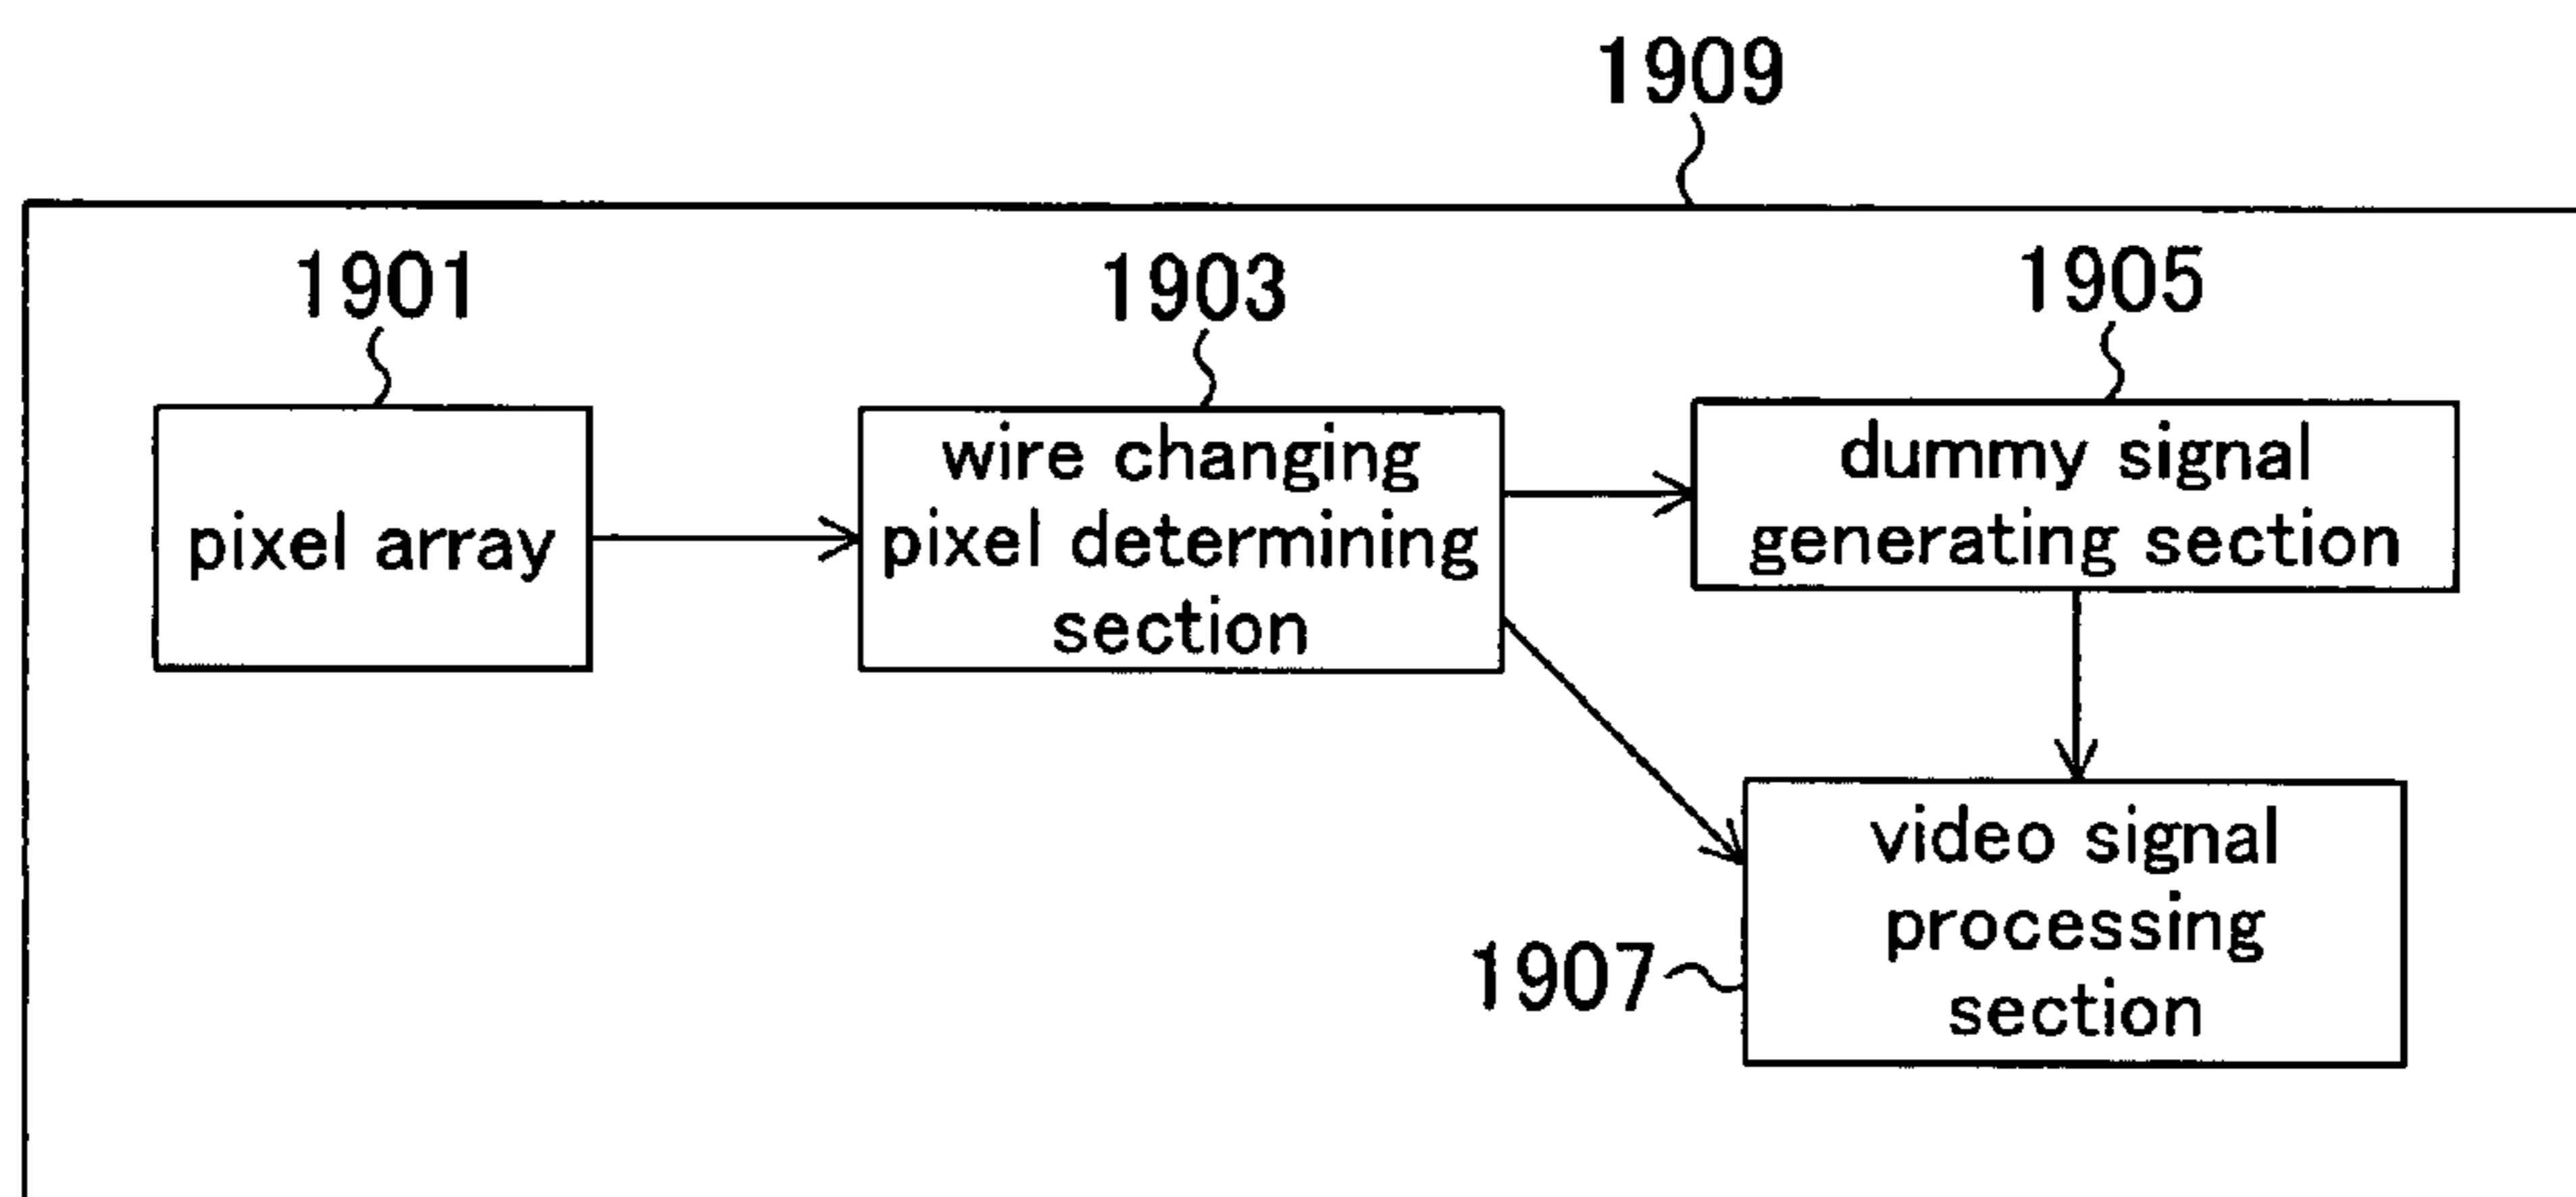 1909
1901
1903
1905
pixel array
wire changing
pixel determining
section
dummy signal
generating section
video signal
processing
section
1907